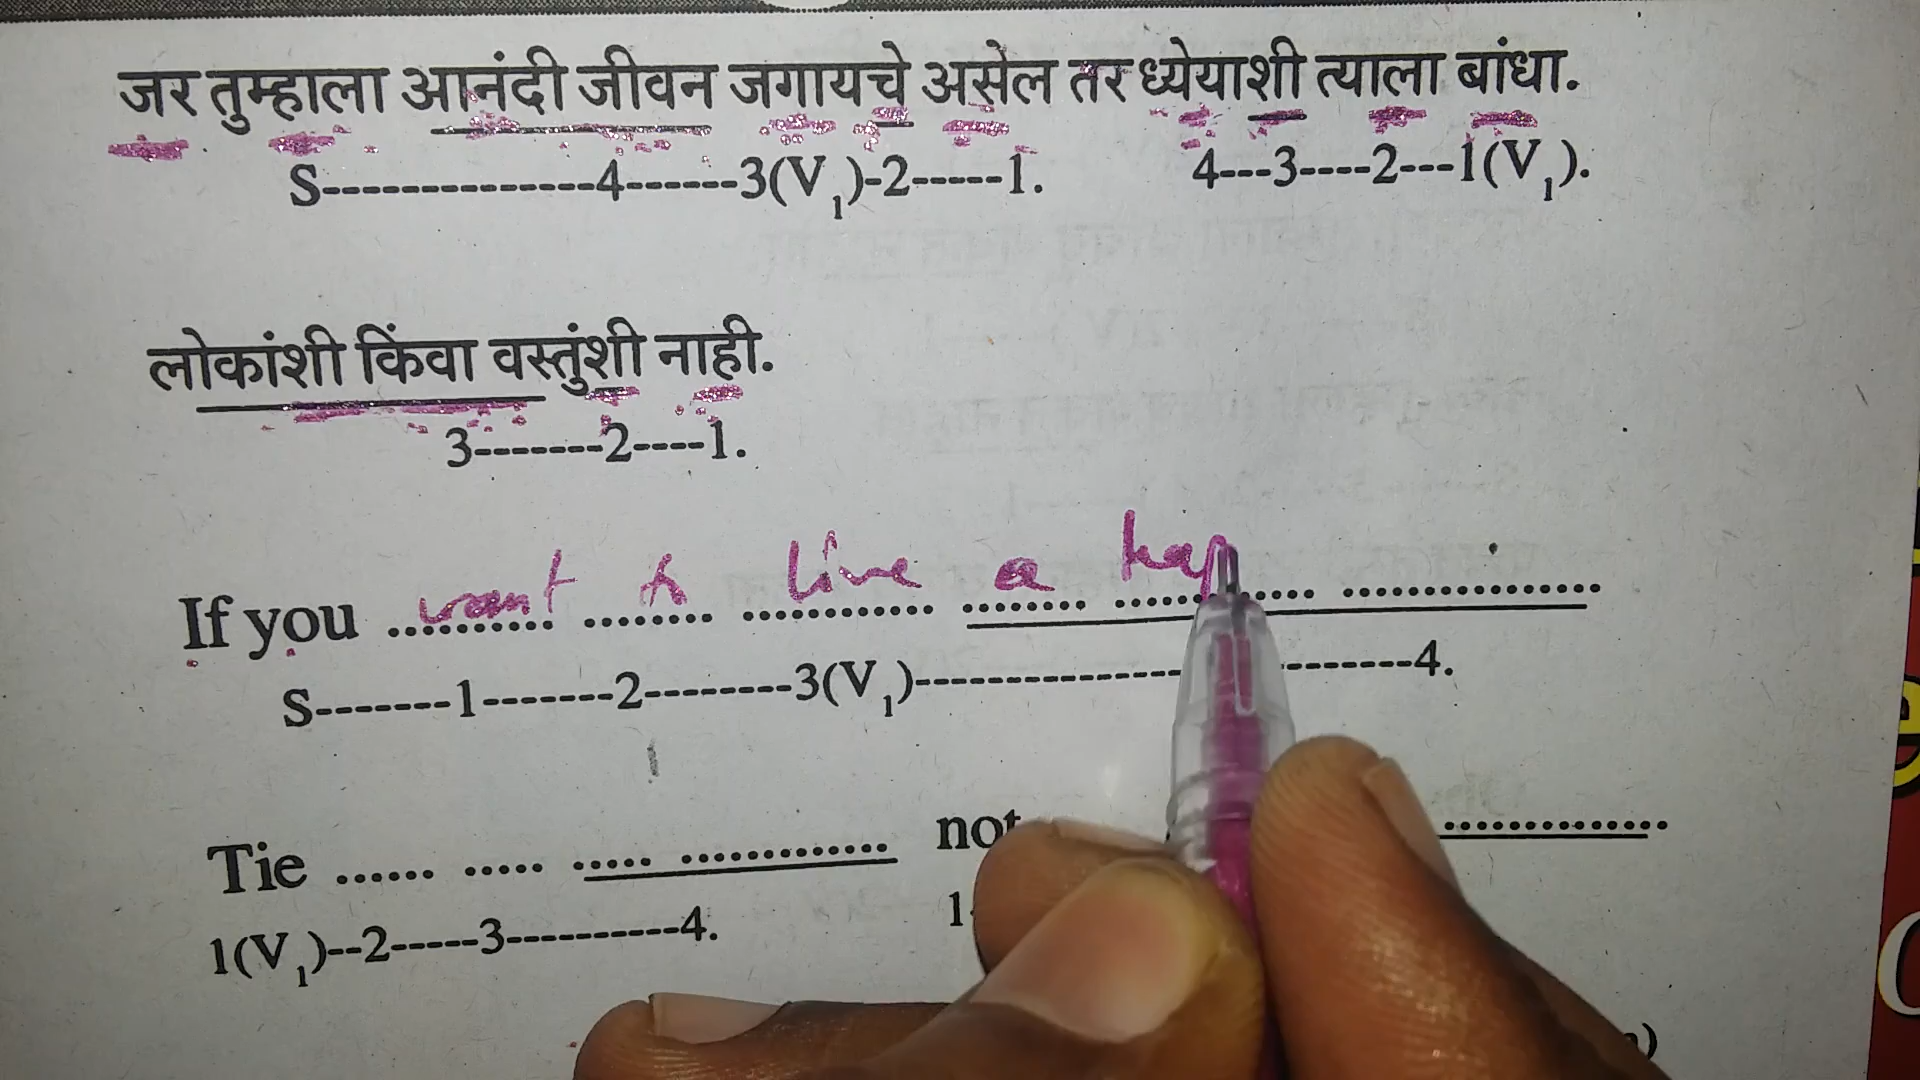 जर तुम्हाला आनंदी जीवन जगायचे असेल तर ध्येयाशी त्याला बांधा.
S---------------4------3(V₁)-2-----1. 4---3----2---1(V₁).
लोकांशी किंवा वस्तुंशी नाही.
3-------2----1.
If you want to live a hap
S-------1-------2--------3(V₁)----------------------------4.
Tie ...... ..... ..... ............. not ..............
1(V₁)--2-----3----------4. 1